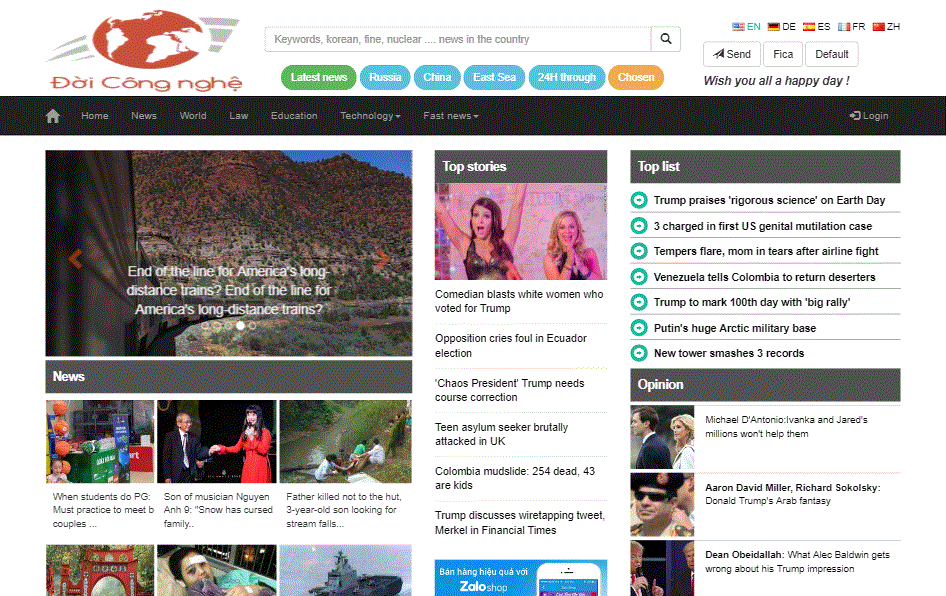 Đời Công nghệ
Keywords, korean, fine, nuclear .... news in the country
EN DE ES FR ZH
Send Fica Default
Latest news Russia China East Sea 24H through Chosen
Wish you all a happy day !
Home News World Law Education Technology Fast news Login
End of the line for America's long-
distance trains? End of the line for
America's long-distance trains?
News
When students do PG:
Must practice to meet b
couples ...
Son of musician Nguyen
Anh 9: "Snow has cursed
family..
Father killed not to the hut,
3-year-old son looking for
stream falls...
Top stories
Comedian blasts white women who
voted for Trump
Opposition cries foul in Ecuador
election
'Chaos President' Trump needs
course correction
Teen asylum seeker brutally
attacked in UK
Colombia mudslide: 254 dead, 43
are kids
Trump discusses wiretapping tweet,
Merkel in Financial Times
Bán hàng hiệu quả với
Zalo shop
Top list
Trump praises 'rigorous science' on Earth Day
3 charged in first US genital mutilation case
Tempers flare, mom in tears after airline fight
Venezuela tells Colombia to return deserters
Trump to mark 100th day with 'big rally'
Putin's huge Arctic military base
New tower smashes 3 records
Opinion
Michael D'Antonio:Ivanka and Jared's
millions won't help them
Aaron David Miller, Richard Sokolsky:
Donald Trump's Arab fantasy
Dean Obeidallah: What Alec Baldwin gets
wrong about his Trump impression